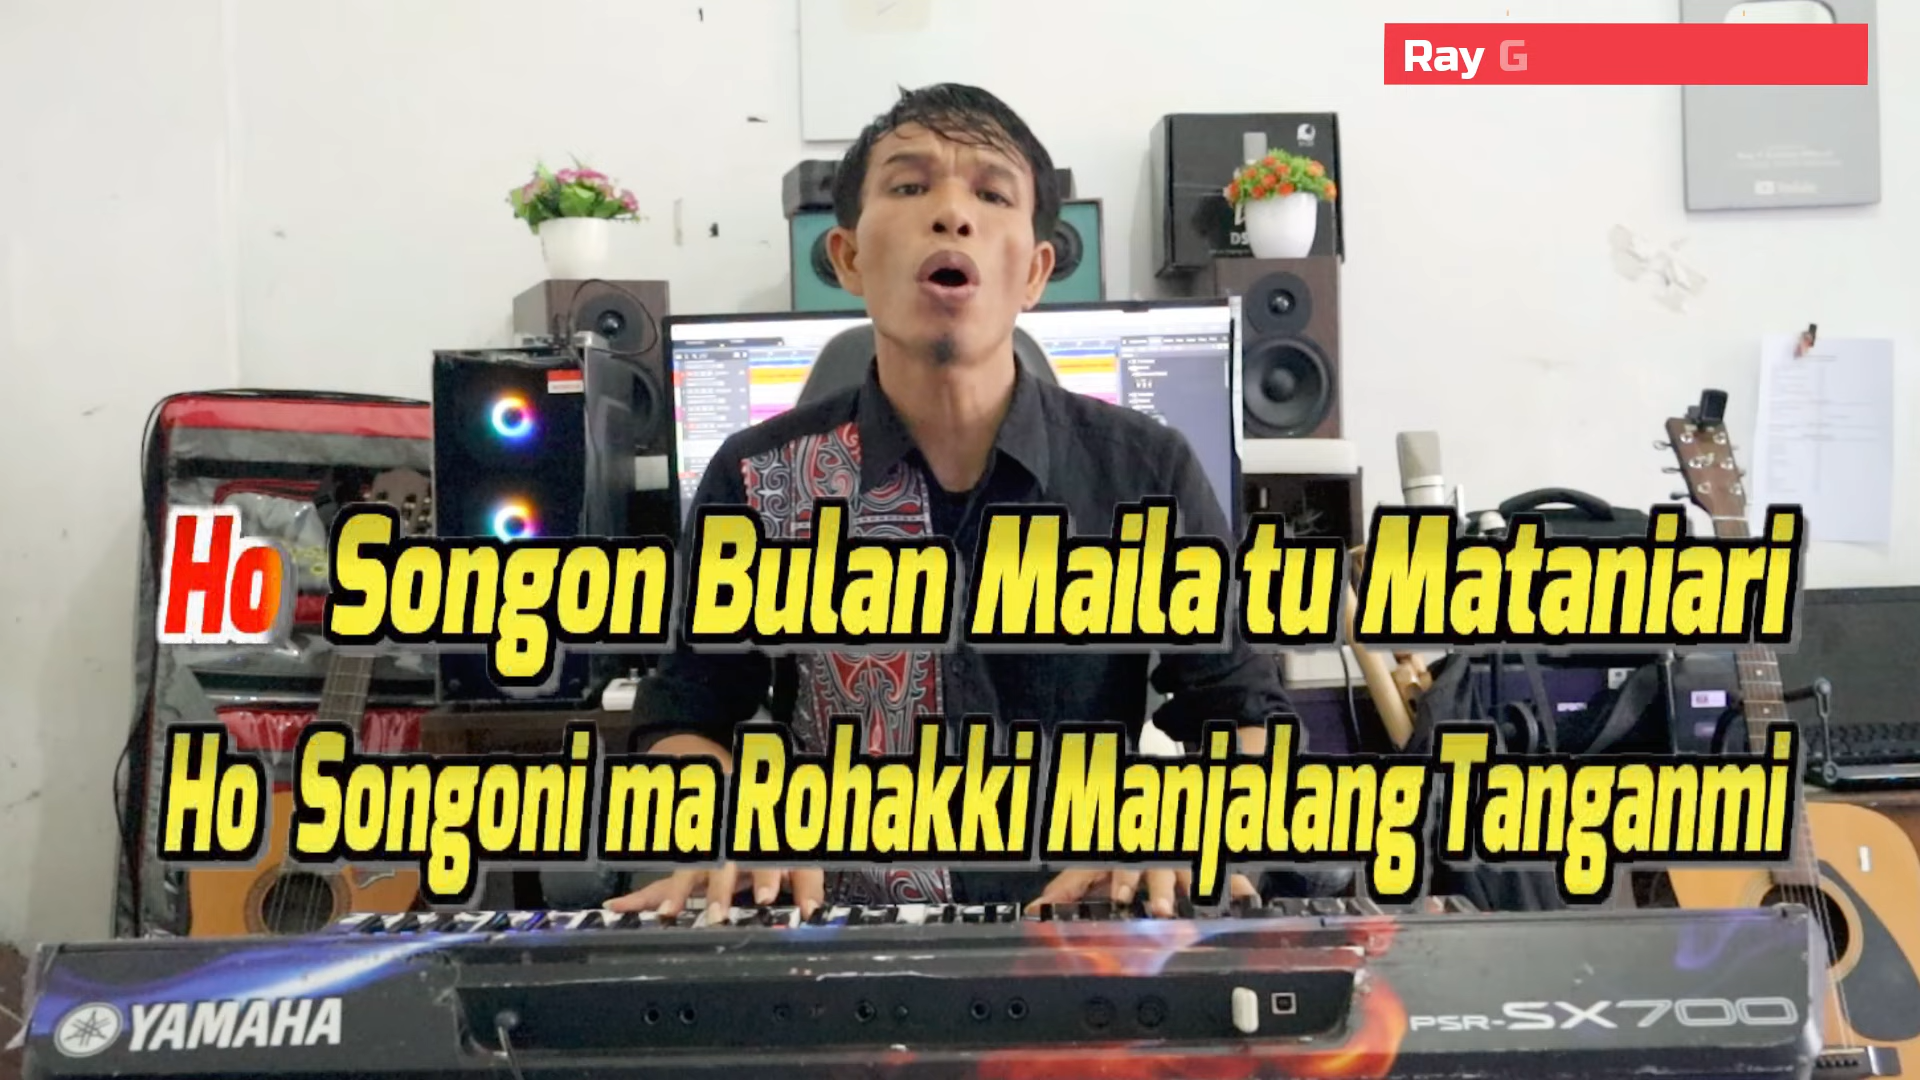 Ray G
Ho Songon Bulan Maila tu Mataniari
Ho Songoni ma Rohakki Manjalang Tanganmi
YAMAHA
PSR-SX700